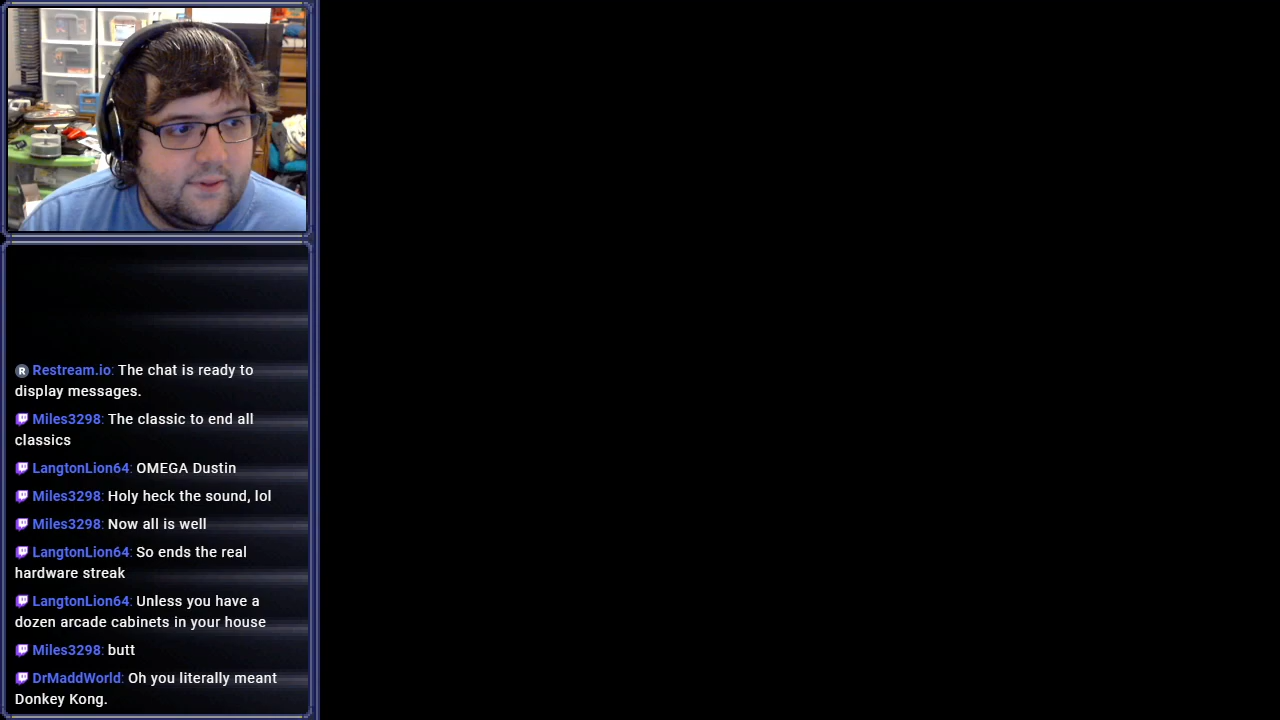 Restream.io: The chat is ready to
display messages.
Miles3298: The classic to end all
classics
LangtonLion64: OMEGA Dustin
Miles3298: Holy heck the sound, lol
Miles3298: Now all is well
LangtonLion64: So ends the real
hardware streak
LangtonLion64: Unless you have a
dozen arcade cabinets in your house
Miles3298: butt
DrMaddWorld: Oh you literally meant
Donkey Kong.